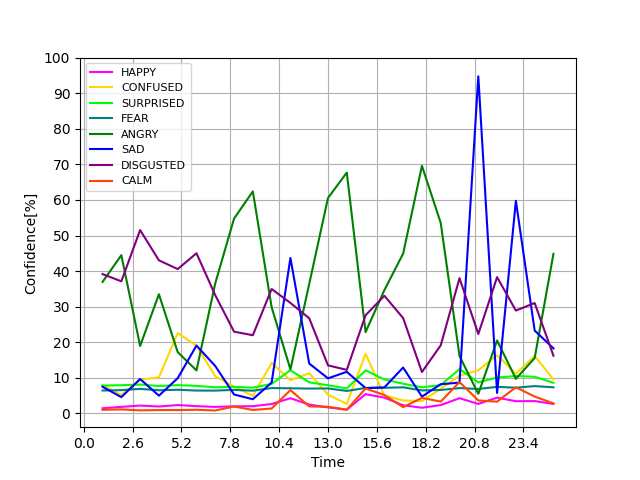 100
90
80
70
60
50
40
30
20
10
0
Confidence[%]
HAPPY
CONFUSED
SURPRISED
FEAR
ANGRY
SAD
DISGUSTED
CALM
0.0 2.6 5.2 7.8 10.4 13.0 15.6 18.2 20.8 23.4
Time